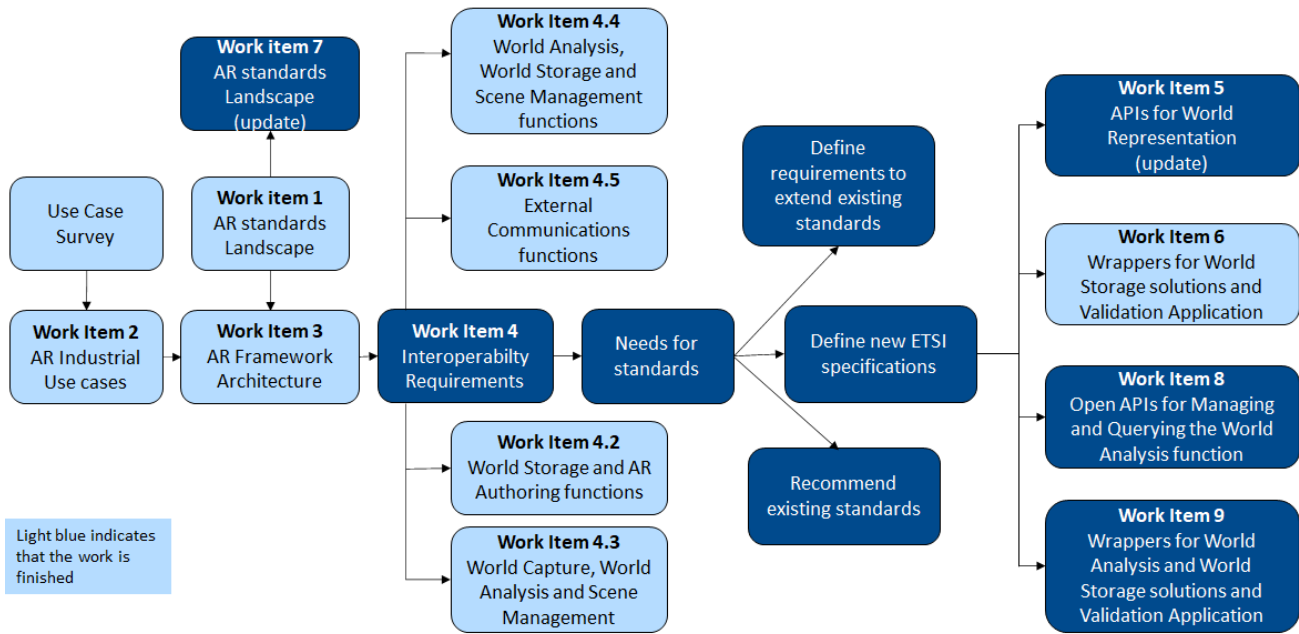 Work item 7
AR standards
Landscape
(update)
Use Case
Survey
Work item 1
AR standards
Landscape
Work Item 2
AR Industrial
Use cases
Work Item 3
AR Framework
Architecture
Work Item 4
Interoperabilty
Requirements
Work Item 4.4
World Analysis,
World Storage and
Scene Management
functions
Work Item 4.5
External
Communications
functions
Work Item 4.2
World Storage and AR
Authoring functions
Work Item 4.3
World Capture, World
Analysis and Scene
Management
Needs for
standards
Define
requirements to
extend existing
standards
Define new ETSI
specifications
Recommend
existing standards
Work Item 5
APIs for World
Representation
(update)
Work Item 6
Wrappers for World
Storage solutions and
Validation Application
Work Item 8
Open APIs for Managing
and Querying the World
Analysis function
Work Item 9
Wrappers for World
Analysis and World
Storage solutions and
Validation Application
Light blue indicates
that the work is
finished